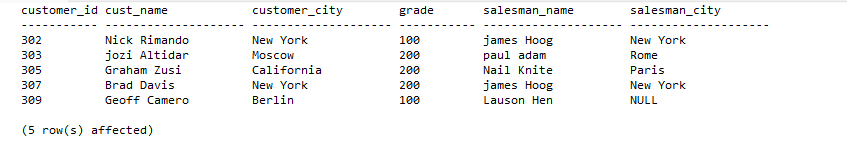 customer_id cust_name            customer_city        grade       salesman_name        salesman_city
----------- -------------------- -------------------- ----------- -------------------- --------------------
302         Nick Rimando         New York             100         james Hoog           New York
303         jozi Altidar         Moscow               200         paul adam            Rome
305         Graham Zusi          California           200         Nail Knite           Paris
307         Brad Davis           New York             200         james Hoog           New York
309         Geoff Camero         Berlin               100         Lauson Hen           NULL

(5 row(s) affected)